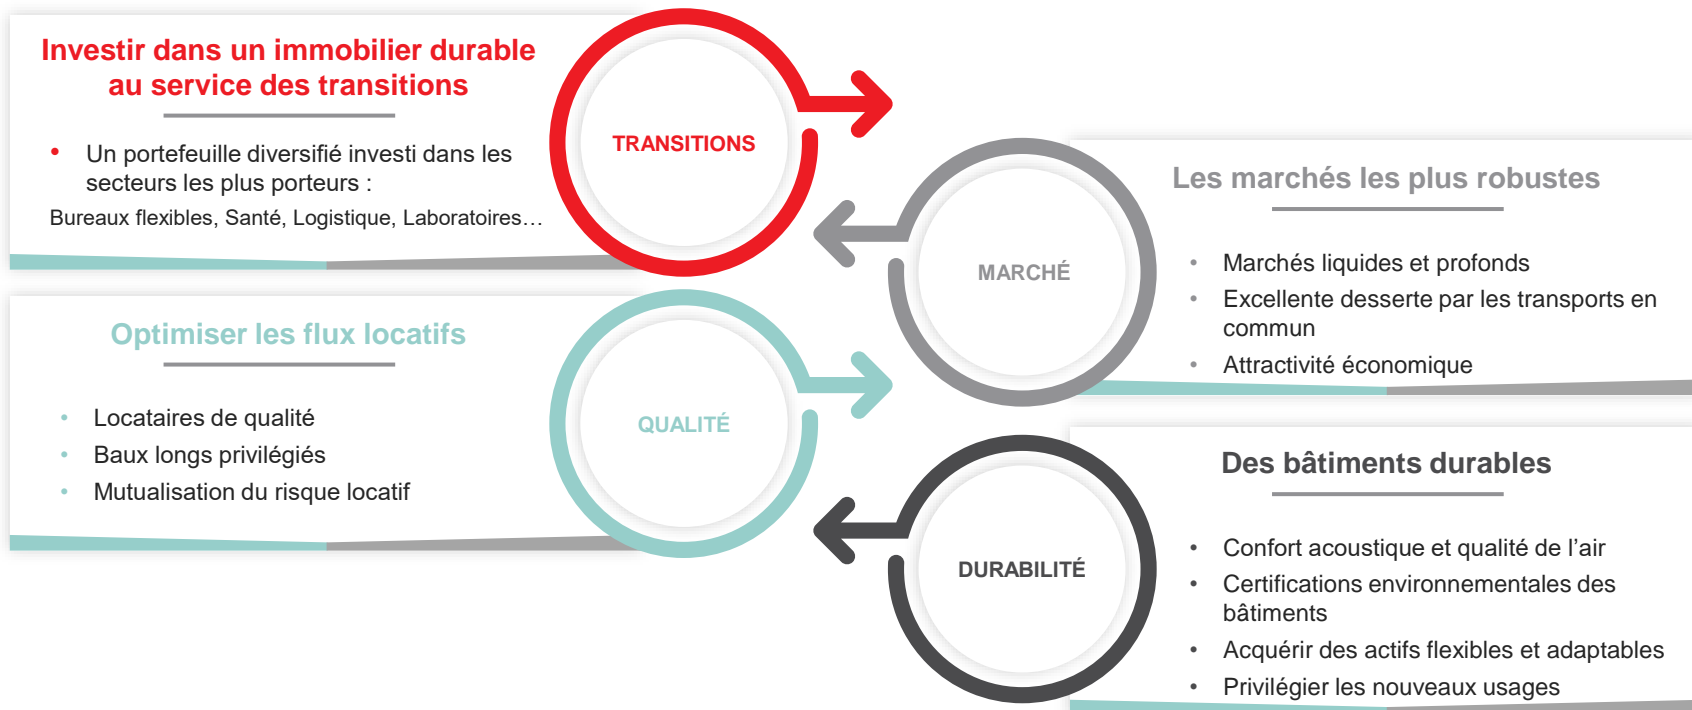 Investir dans un immobilier durable
au service des transitions
• Un portefeuille diversifié investi dans les
secteurs les plus porteurs :
Bureaux flexibles, Santé, Logistique, Laboratoires…
TRANSITIONS
Les marchés les plus robustes
• Marchés liquides et profonds
• Excellente desserte par les transports en
commun
• Attractivité économique
MARCHÉ
Optimiser les flux locatifs
• Locataires de qualité
• Baux longs privilégiés
• Mutualisation du risque locatif
QUALITÉ
Des bâtiments durables
• Confort acoustique et qualité de l’air
• Certifications environnementales des
bâtiments
• Acquérir des actifs flexibles et adaptables
• Privilégier les nouveaux usages
DURABILITÉ